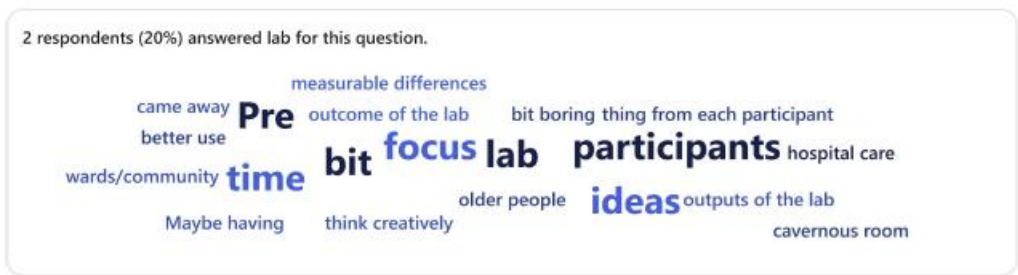 2 respondents (20%) answered lab for this question.
measurable differences
came away Pre outcome of the lab bit boring thing from each participant
better use
bit focus lab participants hospital care
wards/community time
older people ideas outputs of the lab
Maybe having think creatively
cavernous room